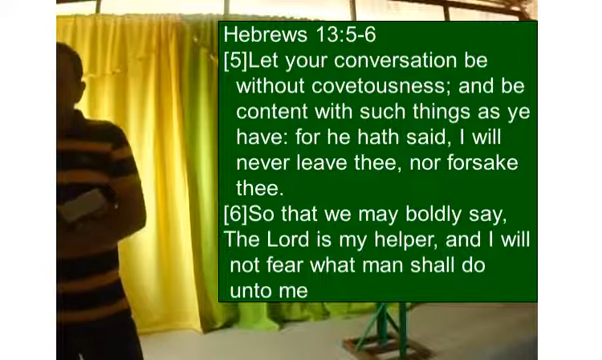 Hebrews 13:5-6
[5]Let your conversation be
without covetousness; and be
content with such things as ye
have: for he hath said, I will
never leave thee, nor forsake
thee.
[6]So that we may boldly say,
The Lord is my helper, and I will
not fear what man shall do
unto me